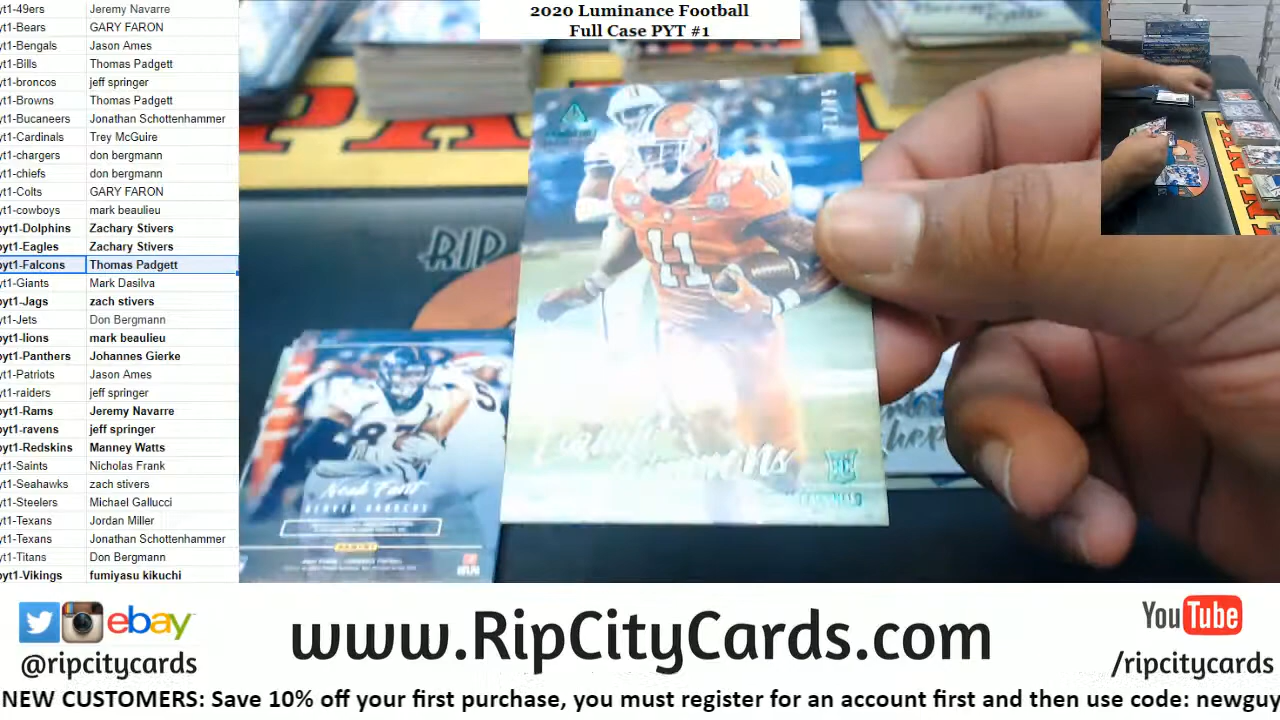 2020 Luminance Football
Full Case PYT #1
yt1-49ers Jeremy Navarre
yt1-Bears GARY FARON
yt1-Bengals Jason Ames
yt1-Bills Thomas Padgett
yt1-broncos jeff springer
yt1-Browns Thomas Padgett
yt1-Bucaneers Jonathan Schottenhammor
yt1-Cardinals Trey McGuire
yt1-chargers don bergmann
yt1-chiefs don bergmann
yt1-Colts GARY FARON
yt1-cowboys mark beaulieu
pyt1-Dolphins Zachary Stivers
pyt1-Eagles Zachary Stivers
pyt1-Falcons Thomas Padgett
yt1-Giants Mark Dasilva
pyt1-Jags zach stivers
yt1-Jets Don Bergmann
pyt1-lions mark beaulieu
pyt1-Panthers Johannes Gierke
yt1-Patriots Jason Ames
yt1-raiders jeff springer
pyt1-Rams Jeremy Navarre
pyt1-ravens jeff springer
pyt1-Redskins Manney Watts
yt1-Saints Nicholas Frank
yt1-Seahawks zach stivers
yt1-Steelers Michael Gallucci
yt1-Texans Jordan Miller
yt1-Texans Jonathan Schottenhammor
yt1-Titans Don Bergmann
pyt1-Vikings fumiyasu kikuchi
RIP
11
RC
Noah Fant
DENVER BRONCOS
PANINI
ebay
@ripcitycards
www.RipCityCards.com
YouTube
/ripcitycards
NEW CUSTOMERS: Save 10% off your first purchase, you must register for an account first and then use code: newguy